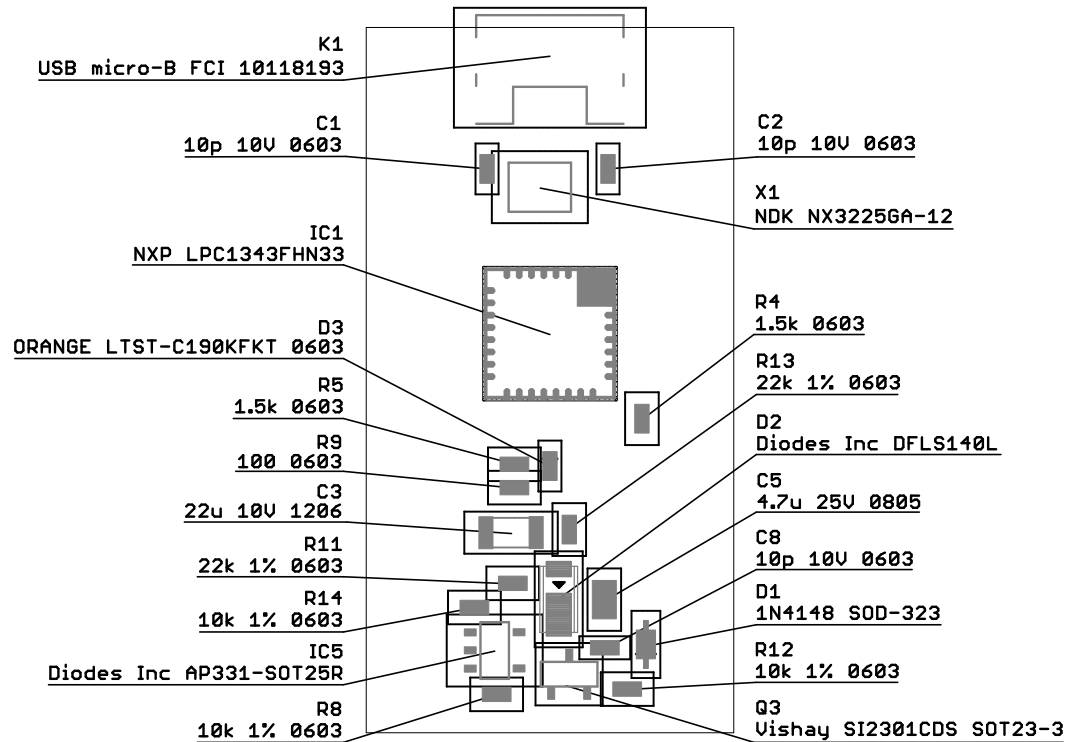 K1
USB micro-B FCI 10118193
C1
10p 10V 0603
IC1
NXP LPC1343FHN33
D3
ORANGE LTST-C190KFKT 0603
R5
1.5k 0603
R9
100 0603
C3
22u 10V 1206
R11
22k 1% 0603
R14
10k 1% 0603
IC5
Diodes Inc AP331-SOT25R
R8
10k 1% 0603
C2
10p 10V 0603
X1
NDK NX3225GA-12
R4
1.5k 0603
R13
22k 1% 0603
D2
Diodes Inc DFLS140L
C5
4.7u 25V 0805
C8
10p 10V 0603
D1
1N4148 SOD-323
R12
10k 1% 0603
Q3
Vishay SI2301CDS SOT23-3